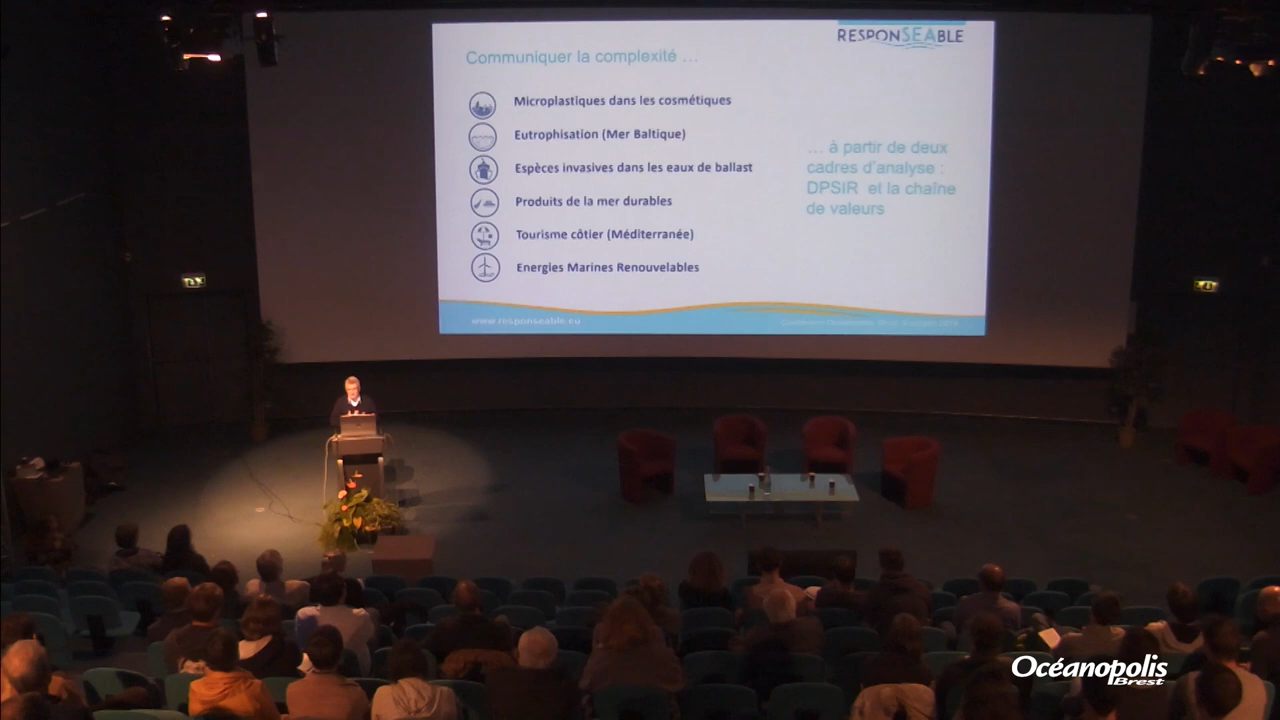 RESPONSEABLE
Communiquer la complexité ...
Microplastiques dans les cosmétiques
Eutrophisation (Mer Baltique)
Espèces invasives dans les eaux de ballast
Produits de la mer durables
Tourisme côtier (Méditerranée)
Energies Marines Renouvelables
... à partir de deux
cadres d'analyse :
DPSIR et la chaîne
de valeurs
www.responseable.eu
Océanopolis
Brest